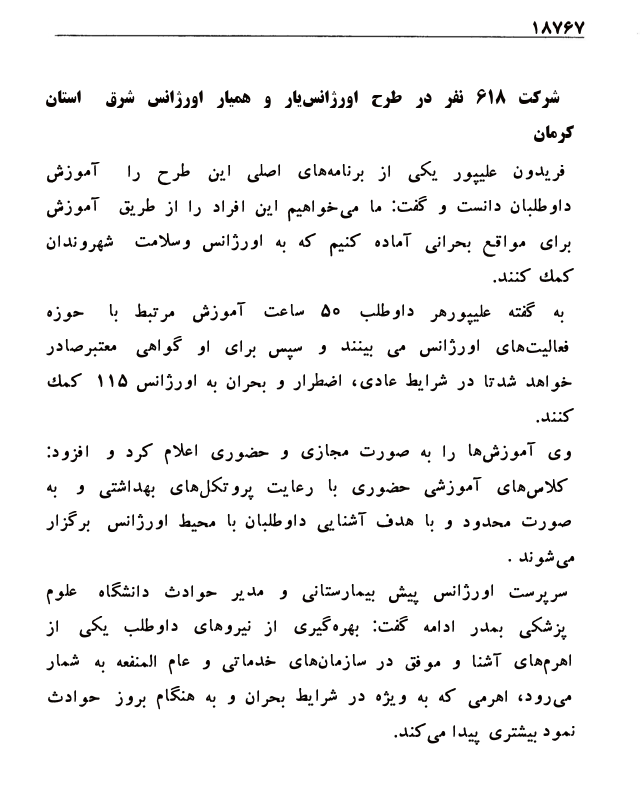 ۱۸۷۶۷
شرکت ۶۱۸ نفر در طرح اورژانس‌یار و همیار اورژانس شرق استان
کرمان
فریدون علیپور یکی از برنامه‌های اصلی این طرح را آموزش
داوطلبان دانست و گفت: ما می‌خواهیم این افراد را از طریق آموزش
برای مواقع بحرانی آماده کنیم که به اورژانس وسلامت شهروندان
کمك کنند.
به گفته علیپورهر داوطلب ۵۰ ساعت آموزش مرتبط با حوزه
فعالیت‌های اورژانس می بینند و سپس برای او گواهی معتبرصادر
خواهد شدتا در شرایط عادی، اضطرار و بحران به اورژانس ۱۱۵ کمك
کنند.
وی آموزش‌ها را به صورت مجازی و حضوری اعلام کرد و افزود:
کلاس‌های آموزشی حضوری با رعایت پروتکل‌های بهداشتی و به
صورت محدود و با هدف آشنایی داوطلبان با محیط اورژانس برگزار
می‌شوند .
سرپرست اورژانس پیش بیمارستانی و مدیر حوادث دانشگاه علوم
پزشکی بمدر ادامه گفت: بهره‌گیری از نیروهای داوطلب یکی از
اهرم‌های آشنا و موفق در سازمان‌های خدماتی و عام المنفعه به شمار
می‌رود، اهرمی که به ویژه در شرایط بحران و به هنگام بروز حوادث
نمود بیشتری پیدا می‌کند.